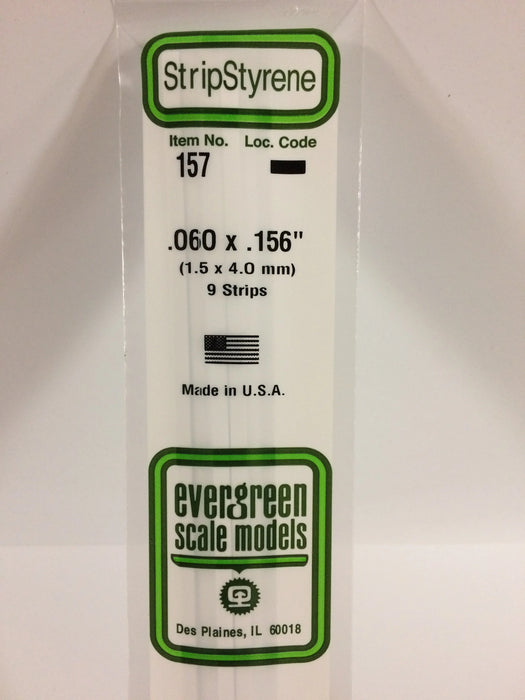 StripStyrene
Item No. Loc. Code
157
.060 x .156"
(1.5 x 4.0 mm)
9 Strips
Made in U.S.A.
evergreen
scale models
Des Plaines, IL 60018